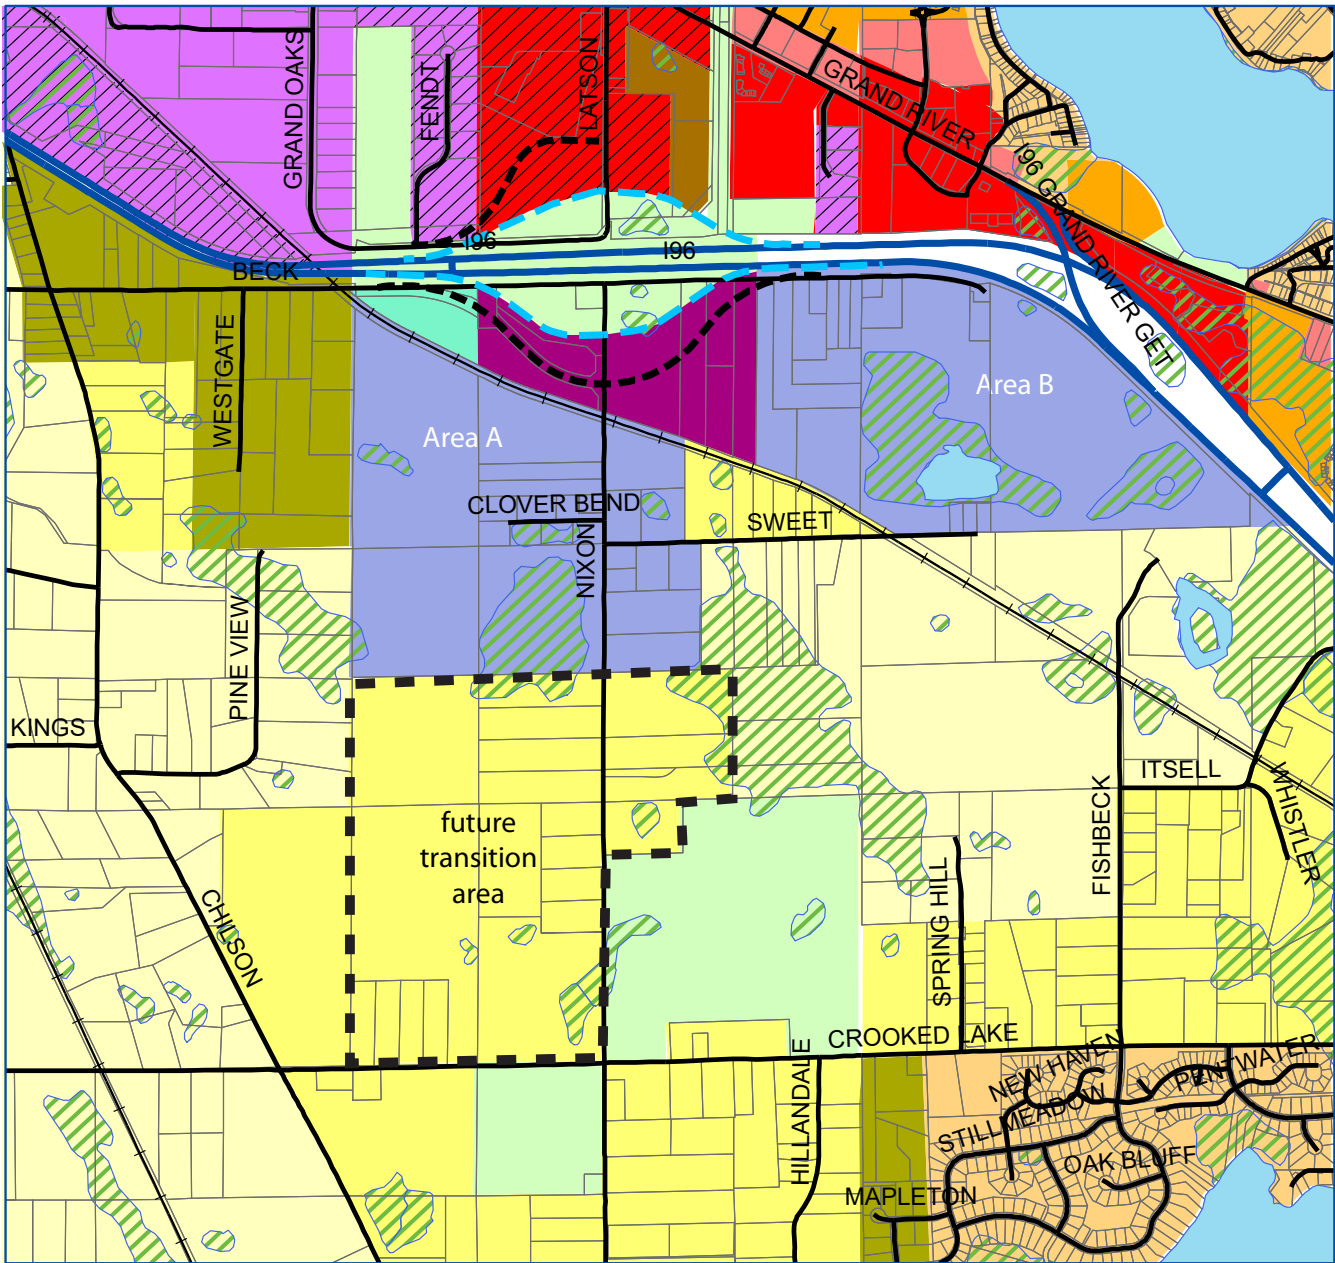 GRAND OAKS
FENDT
LATSON
GRAND RIVER
I96 GRAND RIVER GET
I96
I96
BECK
WESTGATE
Area A
Area B
CLOVER BEND
NIXON
SWEET
PINE VIEW
KINGS
ITSELL
WHISTLER
FISHBECK
future
transition
area
CHILSON
SPRING HILL
CROOKED LAKE
HILLANDALE
NEW HAVEN
PENTWATER
STILLMEADOW
OAK BLUFF
MAPLETON